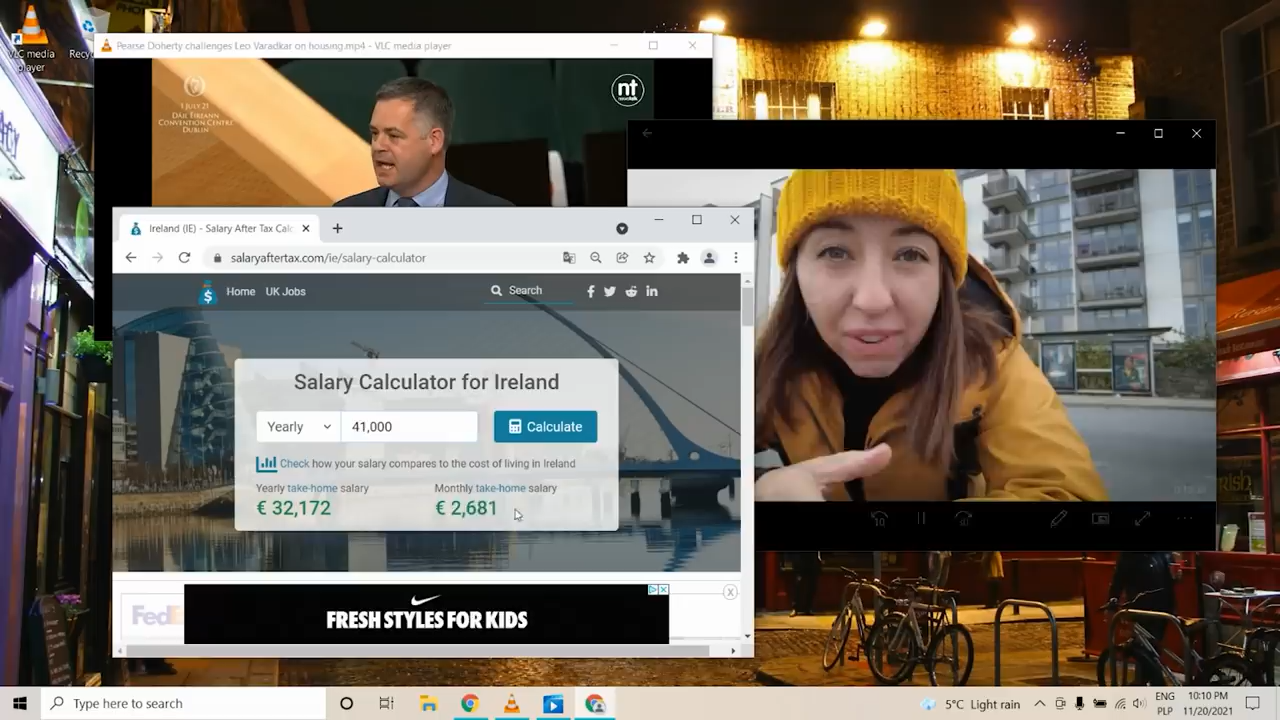 VLC media
player
Recy
Pearse Doherty challenges Leo Varadkar on housing.mp4 - VLC media player
1 JULY 21
DÁIL ÉIREANN
CONVENTION CENTRE
DUBLIN
nt
newstalk
Ireland (IE) - Salary After Tax Calc
salaryaftertax.com/ie/salary-calculator
Home
UK Jobs
Search
Salary Calculator for Ireland
Yearly
41,000
Calculate
Check how your salary compares to the cost of living in Ireland
Yearly take-home salary
Monthly take-home salary
€ 32,172
€ 2,681
FedE
FRESH STYLES FOR KIDS
Type here to search
5°C Light rain
ENG
PLP
10:10 PM
11/20/2021